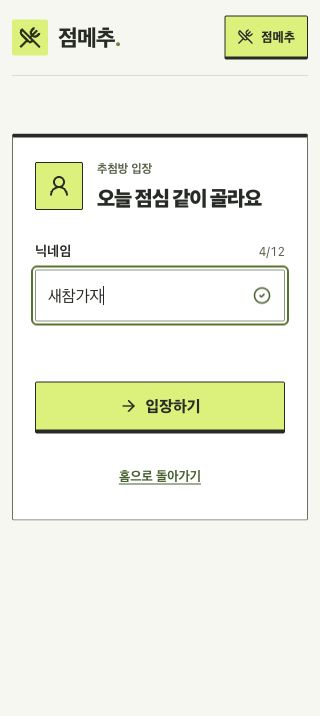 점메추.
점메추
추첨방 입장
오늘 점심 같이 골라요
닉네임
4/12
새참가자
입장하기
홈으로 돌아가기